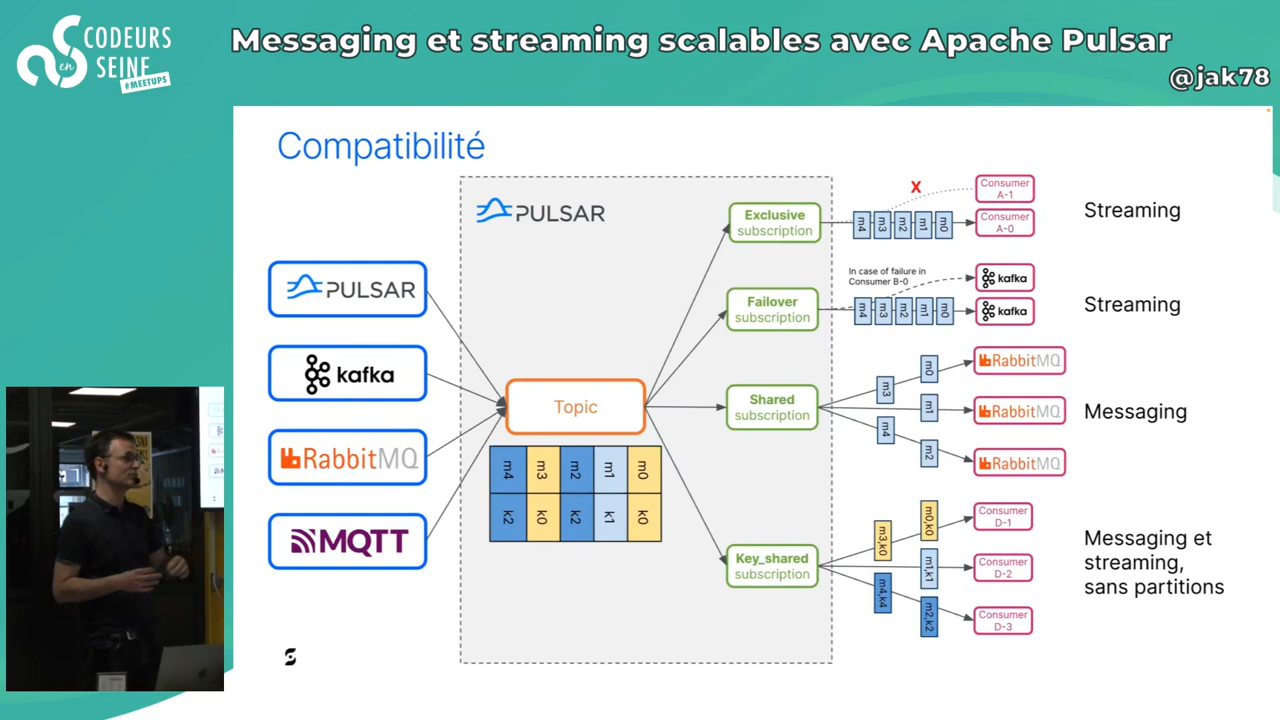 CODEURS
en
SEINE
#MEETUPS
Messaging et streaming scalables avec Apache Pulsar
@jak78
Compatibilité
PULSAR
kafka
RabbitMQ
MQTT
PULSAR
Topic
m4 m3 m2 m1 m0
k2 k0 k2 k1 k0
Exclusive
subscription
X
m4 m3 m2 m1 m0
Consumer
A-1
Consumer
A-0
Streaming
Failover
subscription
In case of failure in
Consumer B-0
m4 m3 m2 m1 m0
kafka
kafka
Streaming
Shared
subscription
m3
m0
m1
m4
m2
RabbitMQ
RabbitMQ
RabbitMQ
Messaging
Key_shared
subscription
m3,k0
m0,k0
m1,k1
m4,k4
m2,k2
Consumer
D-1
Consumer
D-2
Consumer
D-3
Messaging et
streaming,
sans partitions